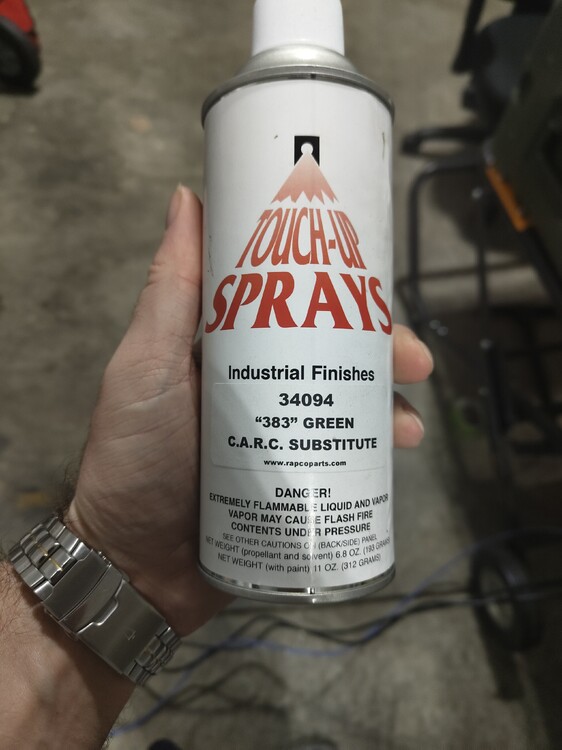 TOUCH-UP
SPRAYS
Industrial Finishes
34094
“383” GREEN
C.A.R.C. SUBSTITUTE
www.rapcoparts.com
DANGER!
EXTREMELY FLAMMABLE LIQUID AND VAPOR
VAPOR MAY CAUSE FLASH FIRE
CONTENTS UNDER PRESSURE
SEE OTHER CAUTIONS ON (BACK/SIDE) PANEL
NET WEIGHT (propellant and solvent) 6.8 OZ. (193 GRAMS)
NET WEIGHT (with paint) 11 OZ. (312 GRAMS)